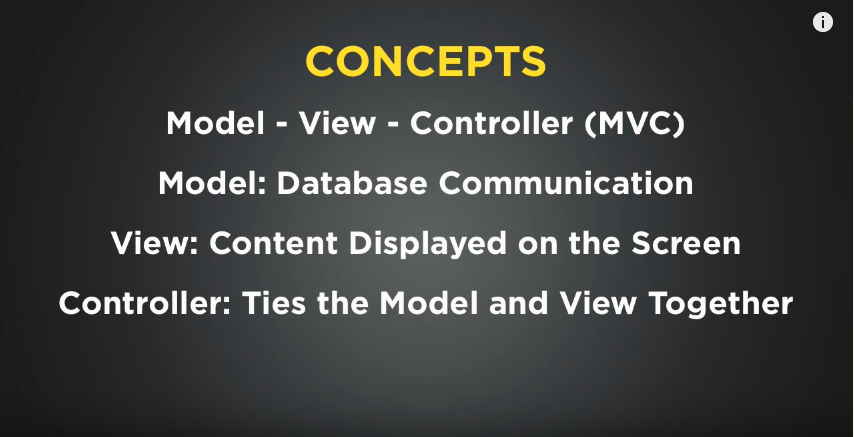 CONCEPTS
Model - View - Controller (MVC)
Model: Database Communication
View: Content Displayed on the Screen
Controller: Ties the Model and View Together